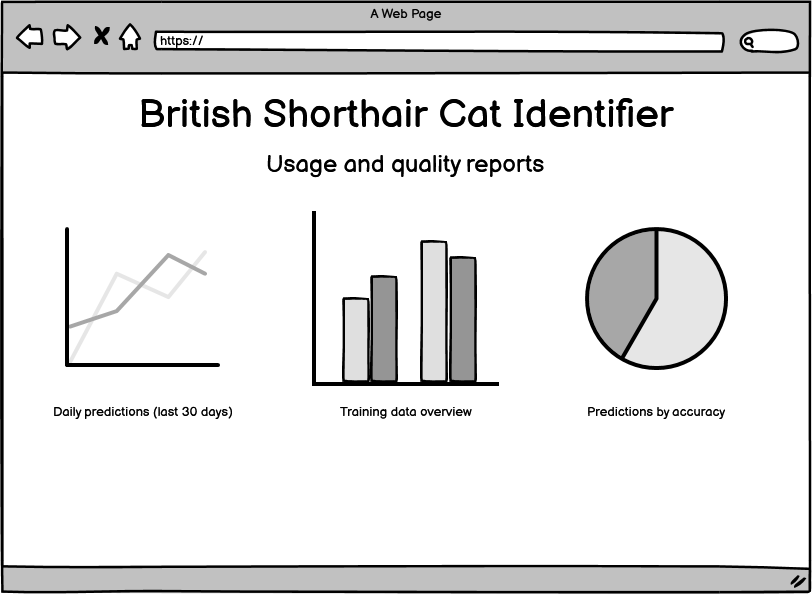 A Web Page
https://
British Shorthair Cat Identifier
Usage and quality reports
Daily predictions (last 30 days)
Training data overview
Predictions by accuracy